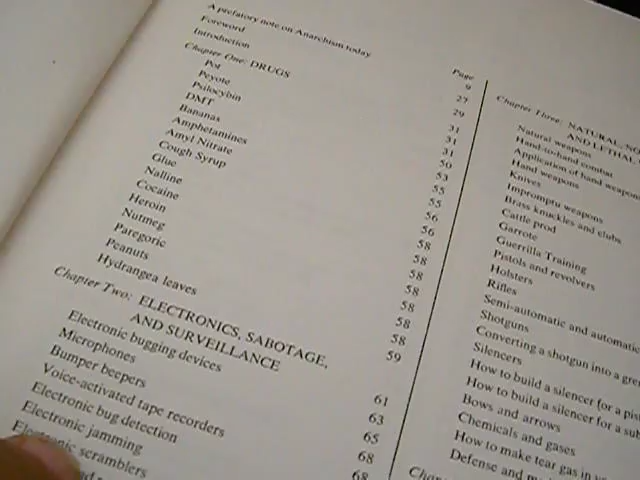 A prefatory note on Anarchism today
Foreword
Introduction
Chapter One: DRUGS
Pot
Peyote
Psilocybin
DMT
Bananas
Amphetamines
Amyl Nitrate
Cough Syrup
Glue
Nalline
Cocaine
Heroin
Nutmeg
Paregoric
Peanuts
Hydrangea leaves
Chapter Two: ELECTRONICS, SABOTAGE,
AND SURVEILLANCE
Electronic bugging devices
Microphones
Bumper beepers
Voice-activated tape recorders
Electronic bug detection
Electronic jamming
Electronic scramblers
Page
9
27
29
31
31
31
50
53
55
55
56
56
58
58
58
58
58
58
59
61
63
65
68
68
Chapter Three: NATURAL,
AND LETHAL
Natural weapons
Hand-to-hand combat
Application of hand weapons
Hand weapons
Knives
Impromptu weapons
Brass knuckles and clubs
Cattle prod
Garrote
Guerrilla Training
Pistols and revolvers
Holsters
Rifles
Semi-automatic and automatic
Shotguns
Converting a shotgun into a
Silencers
How to build a silencer for a
How to build a silencer for a
Bows and arrows
Chemicals and gases
How to make tear gas in
Defense and